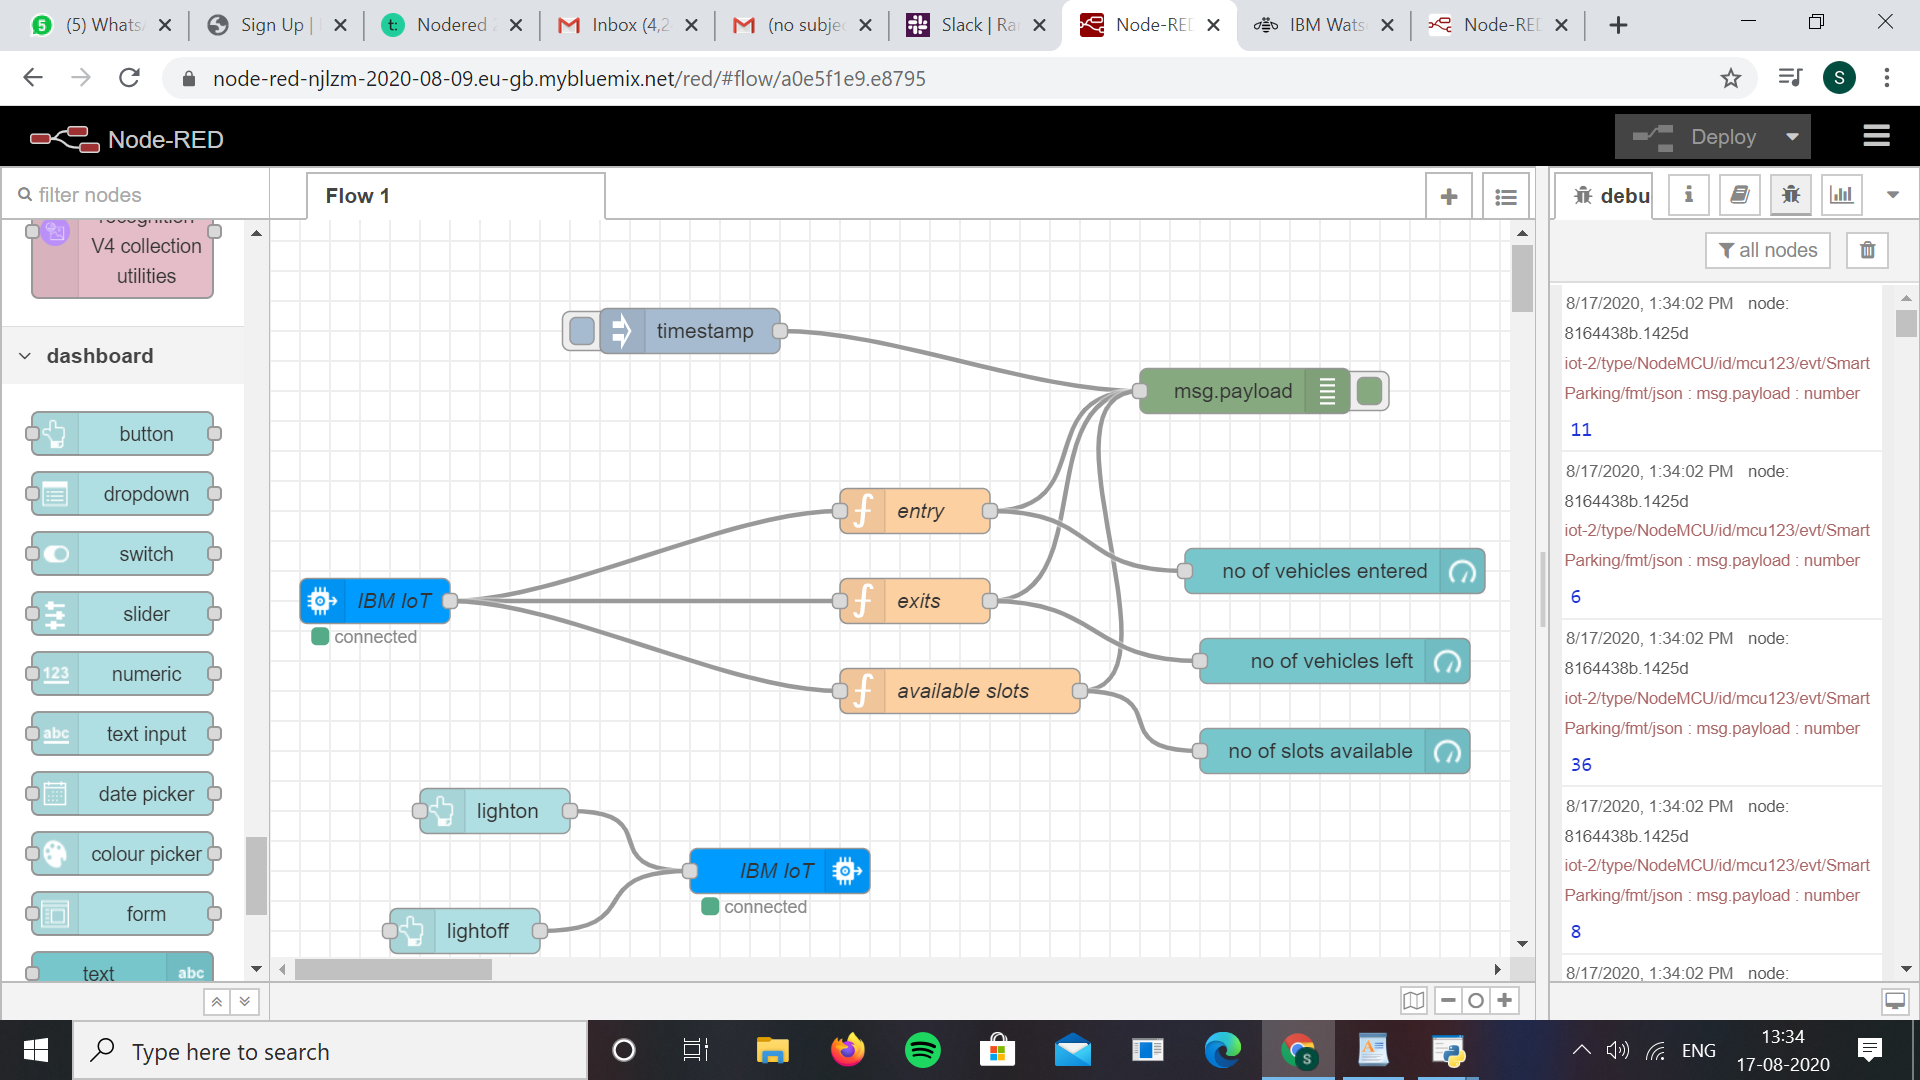 (5) WhatsA
Sign Up |
Nodered
Inbox (4,2
(no subje
Slack | Ra
Node-RE
IBM Wats
Node-RE
node-red-njlzm-2020-08-09.eu-gb.mybluemix.net/red/#flow/a0e5f1e9.e8795
S
Node-RED
Deploy
filter nodes
Flow 1
debu
all nodes
recognition
V4 collection
utilities
dashboard
button
dropdown
switch
slider
123
numeric
abc
text input
date picker
colour picker
form
text
abc
timestamp
msg.payload
entry
exits
available slots
IBM IoT
connected
no of vehicles entered
no of vehicles left
no of slots available
lighton
lightoff
IBM IoT
connected
8/17/2020, 1:34:02 PM node:
8164438b.1425d
iot-2/type/NodeMCU/id/mcu123/evt/Smart
Parking/fmt/json : msg.payload : number
11
8/17/2020, 1:34:02 PM node:
8164438b.1425d
iot-2/type/NodeMCU/id/mcu123/evt/Smart
Parking/fmt/json : msg.payload : number
6
8/17/2020, 1:34:02 PM node:
8164438b.1425d
iot-2/type/NodeMCU/id/mcu123/evt/Smart
Parking/fmt/json : msg.payload : number
36
8/17/2020, 1:34:02 PM node:
8164438b.1425d
iot-2/type/NodeMCU/id/mcu123/evt/Smart
Parking/fmt/json : msg.payload : number
8
8/17/2020, 1:34:02 PM node:
Type here to search
ENG
13:34
17-08-2020